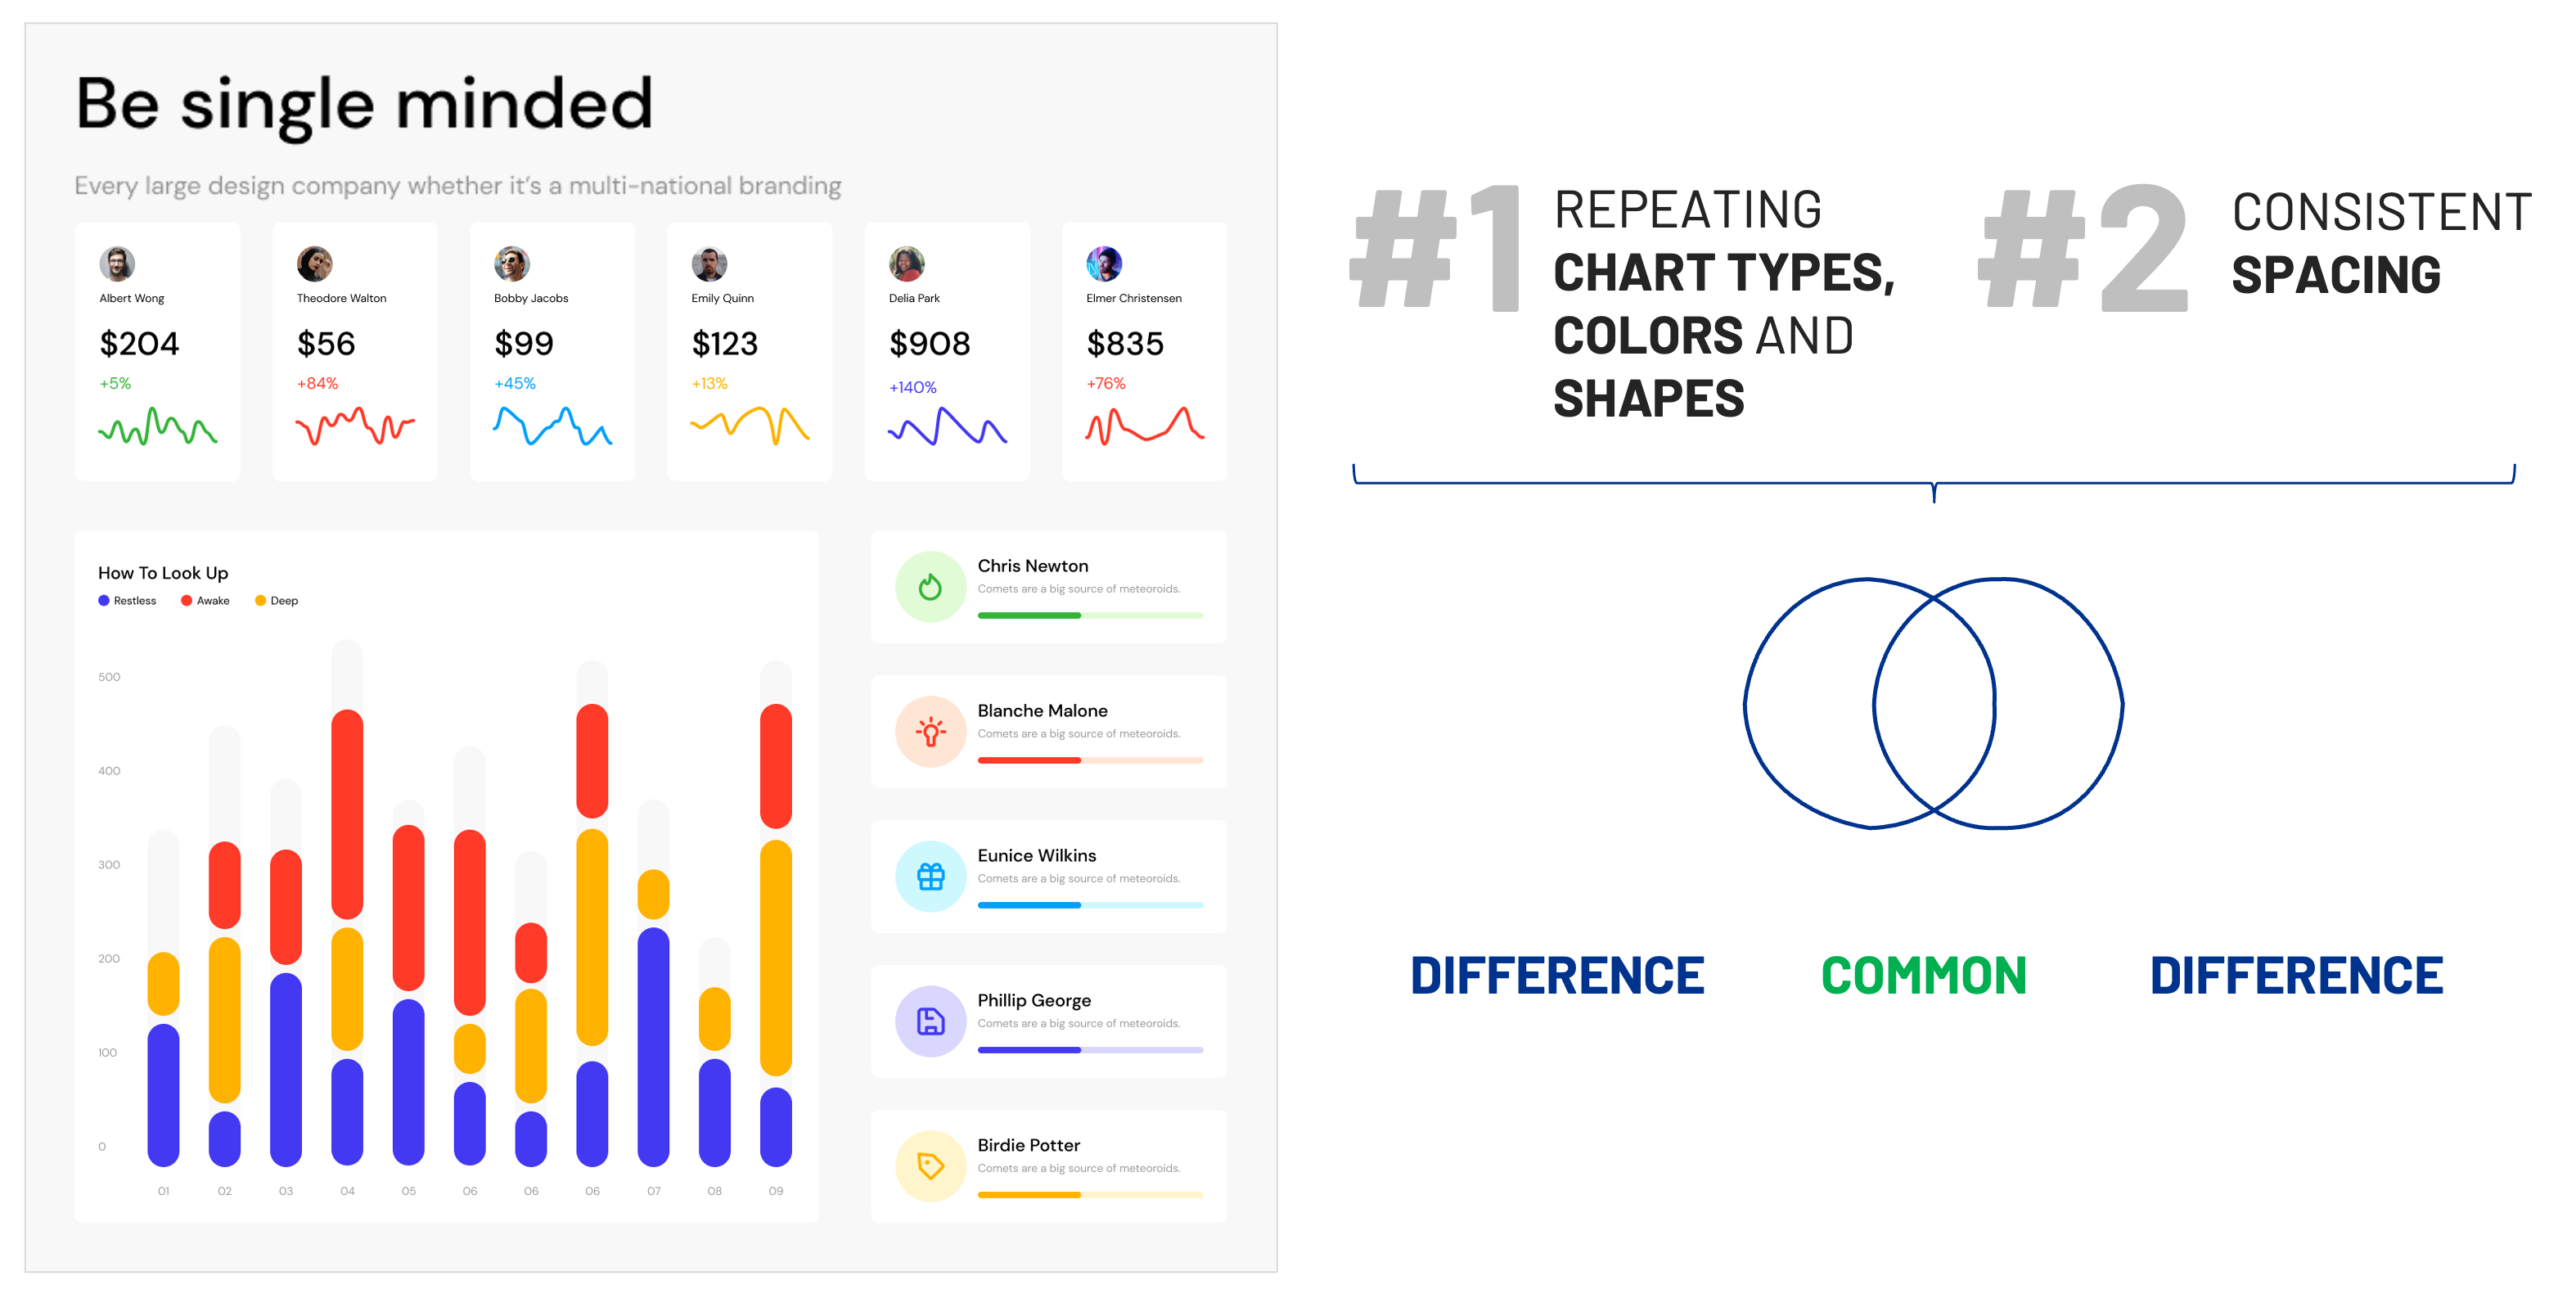 Be single minded
Every large design company whether it's a multi-national branding
Albert Wong
$204
+5%
Theodore Walton
$56
+84%
Bobby Jacobs
$99
+45%
Emily Quinn
$123
+13%
Delia Park
$908
+140%
Elmer Christensen
$835
+76%
How To Look Up
Restless Awake Deep
500
400
300
200
100
0
01 02 03 04 05 06 06 06 07 08 09
Chris Newton
Comets are a big source of meteoroids.
Blanche Malone
Comets are a big source of meteoroids.
Eunice Wilkins
Comets are a big source of meteoroids.
Phillip George
Comets are a big source of meteoroids.
Birdie Potter
Comets are a big source of meteoroids.
#1
REPEATING
CHART TYPES,
COLORS AND
SHAPES
#2
CONSISTENT
SPACING
DIFFERENCE COMMON DIFFERENCE